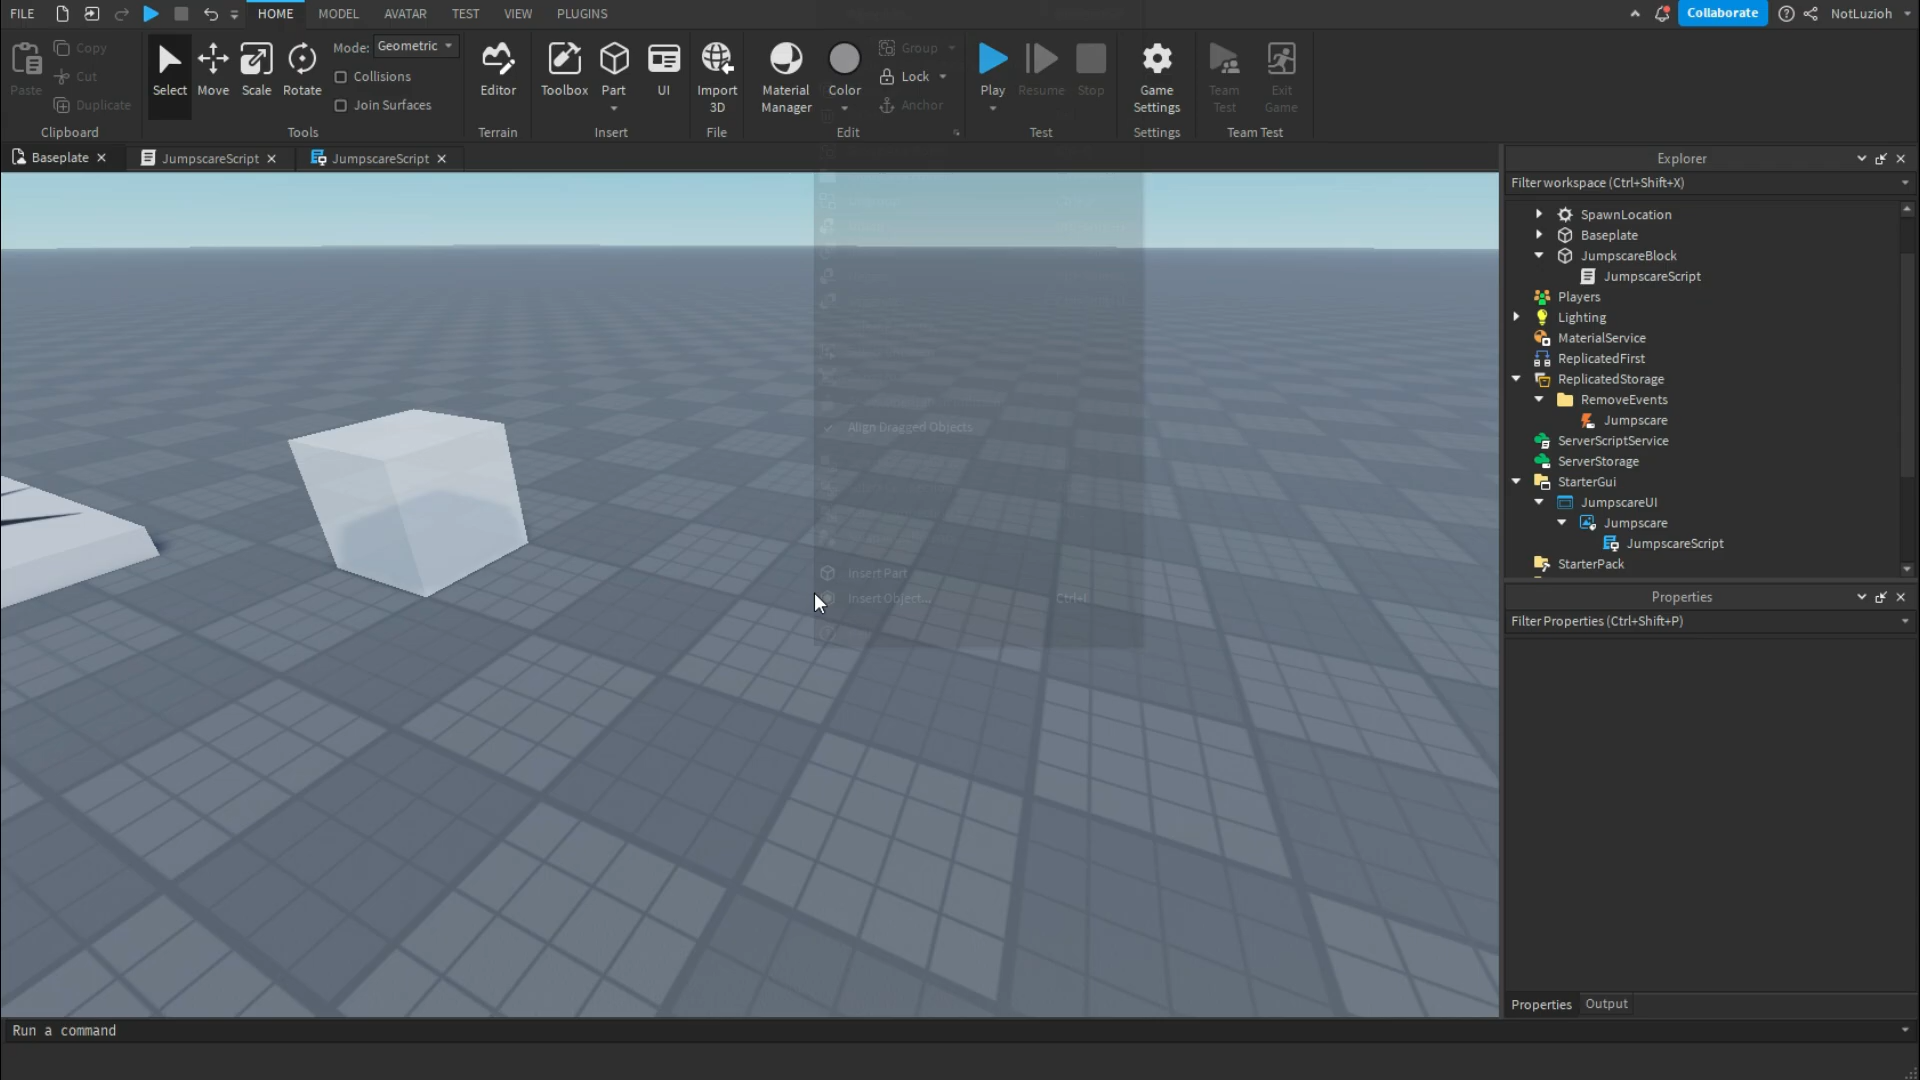 FILE
HOME
MODEL
AVATAR
TEST
VIEW
PLUGINS
Collaborate
NotLuzioh
Paste
Copy
Cut
Duplicate
Clipboard
Select
Move
Scale
Rotate
Mode:
Geometric
Collisions
Join Surfaces
Tools
Editor
Terrain
Toolbox
Part
UI
Insert
Import
3D
File
Material
Manager
Color
Group
Lock
Anchor
Edit
Play
Resume
Stop
Test
Game
Settings
Settings
Team
Test
Exit
Game
Team Test
Baseplate
JumpscareScript
JumpscareScript
Align Dragged Objects
Insert Part
Insert Object...
Ctrl+I
Explorer
Filter workspace (Ctrl+Shift+X)
SpawnLocation
Baseplate
JumpscareBlock
JumpscareScript
Players
Lighting
MaterialService
ReplicatedFirst
ReplicatedStorage
RemoveEvents
Jumpscare
ServerScriptService
ServerStorage
StarterGui
JumpscareUI
Jumpscare
JumpscareScript
StarterPack
Properties
Filter Properties (Ctrl+Shift+P)
Properties
Output
Run a command